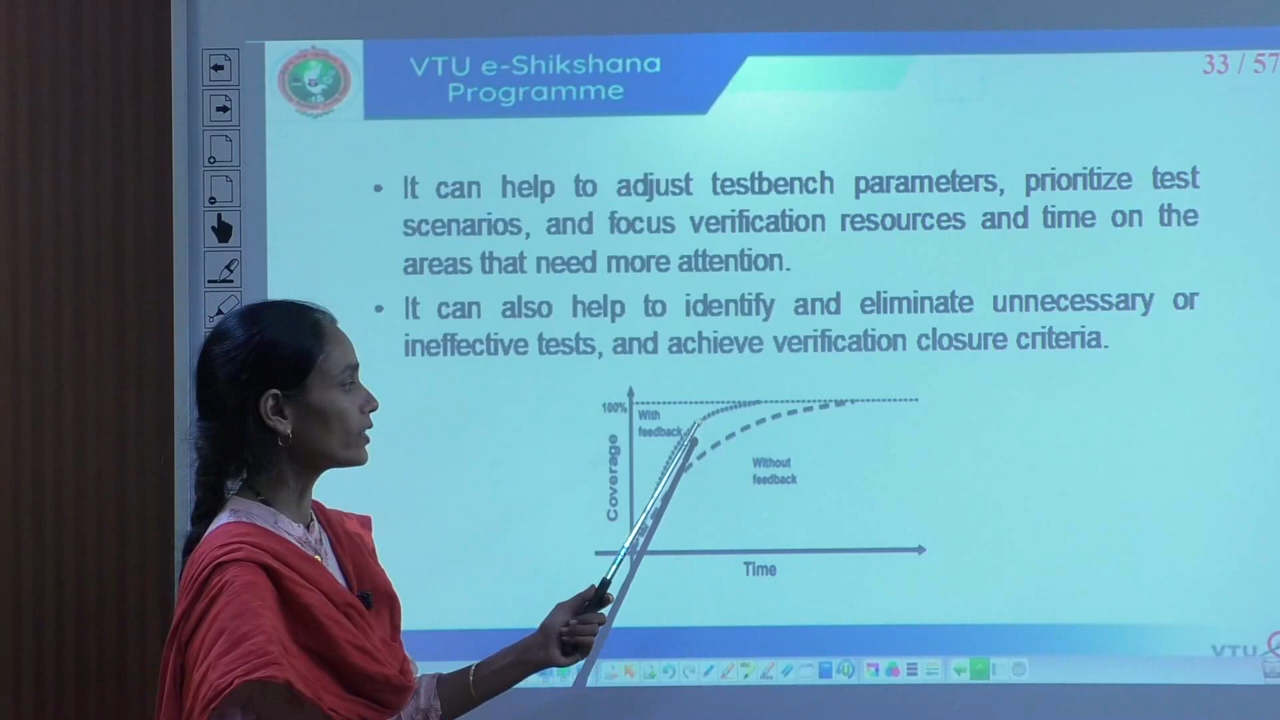 VTU e-Shikshana
Programme
33 / 57
• It can help to adjust testbench parameters, prioritize test
scenarios, and focus verification resources and time on the
areas that need more attention.
• It can also help to identify and eliminate unnecessary or
ineffective tests, and achieve verification closure criteria.
100%
With
feedback
Coverage
Without
feedback
Time
VTU